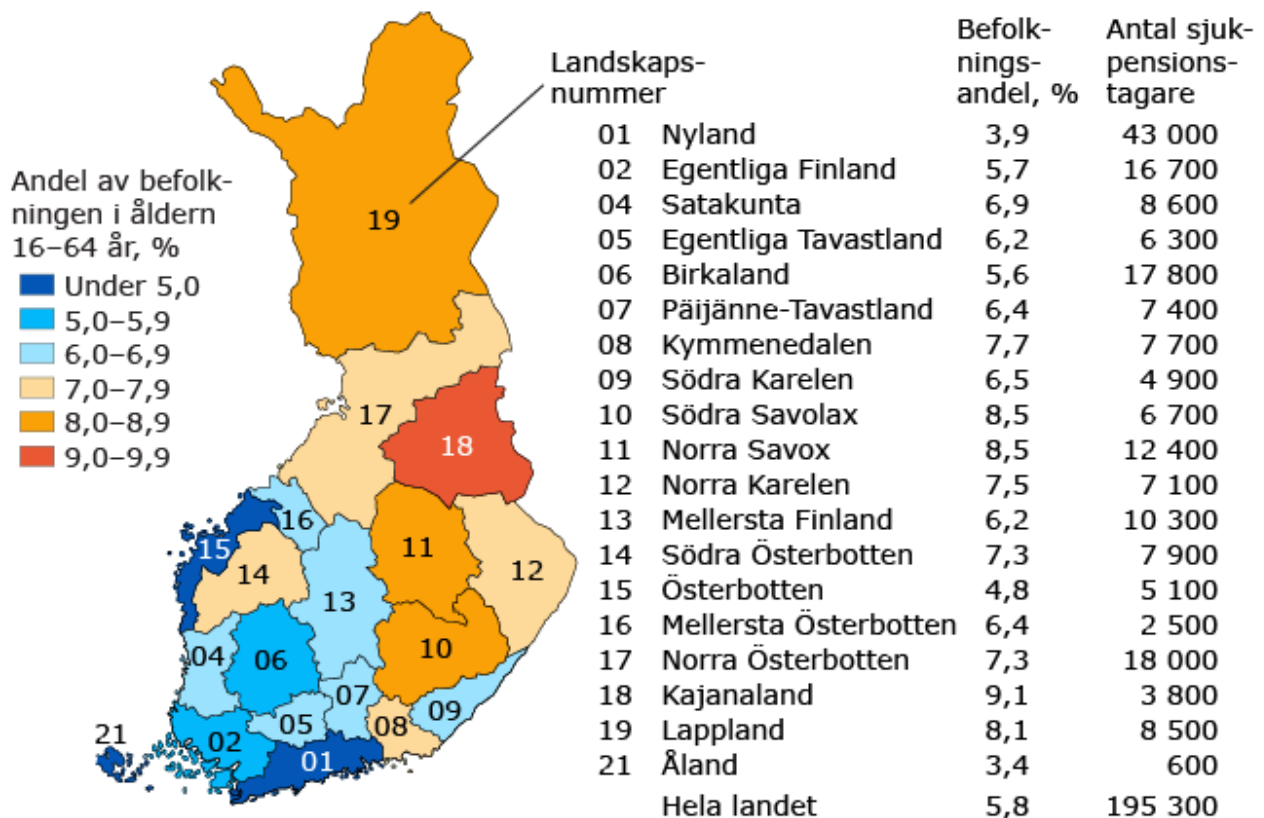 Befolk-
nings-
andel, %
Antal sjuk-
pensions-
tagare
Landskaps-
nummer
01 Nyland 3,9 43 000
02 Egentliga Finland 5,7 16 700
04 Satakunta 6,9 8 600
05 Egentliga Tavastland 6,2 6 300
06 Birkaland 5,6 17 800
07 Päijänne-Tavastland 6,4 7 400
08 Kymmenedalen 7,7 7 700
09 Södra Karelen 6,5 4 900
10 Södra Savolax 8,5 6 700
11 Norra Savox 8,5 12 400
12 Norra Karelen 7,5 7 100
13 Mellersta Finland 6,2 10 300
14 Södra Österbotten 7,3 7 900
15 Österbotten 4,8 5 100
16 Mellersta Österbotten 6,4 2 500
17 Norra Österbotten 7,3 18 000
18 Kajanaland 9,1 3 800
19 Lappland 8,1 8 500
21 Åland 3,4 600
Hela landet 5,8 195 300
Andel av befolk-
ningen i åldern
16–64 år, %
Under 5,0
5,0–5,9
6,0–6,9
7,0–7,9
8,0–8,9
9,0–9,9
19
17
18
16
15
14
11
12
13
04
06
10
07
05
09
08
21
02
01